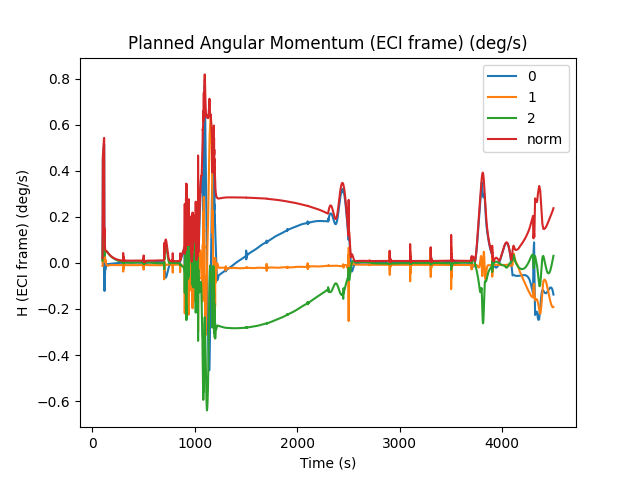 Planned Angular Momentum (ECI frame) (deg/s)
H (ECI frame) (deg/s)
0.8
0.6
0.4
0.2
0.0
−0.2
−0.4
−0.6
0
1
2
norm
0 1000 2000 3000 4000
Time (s)